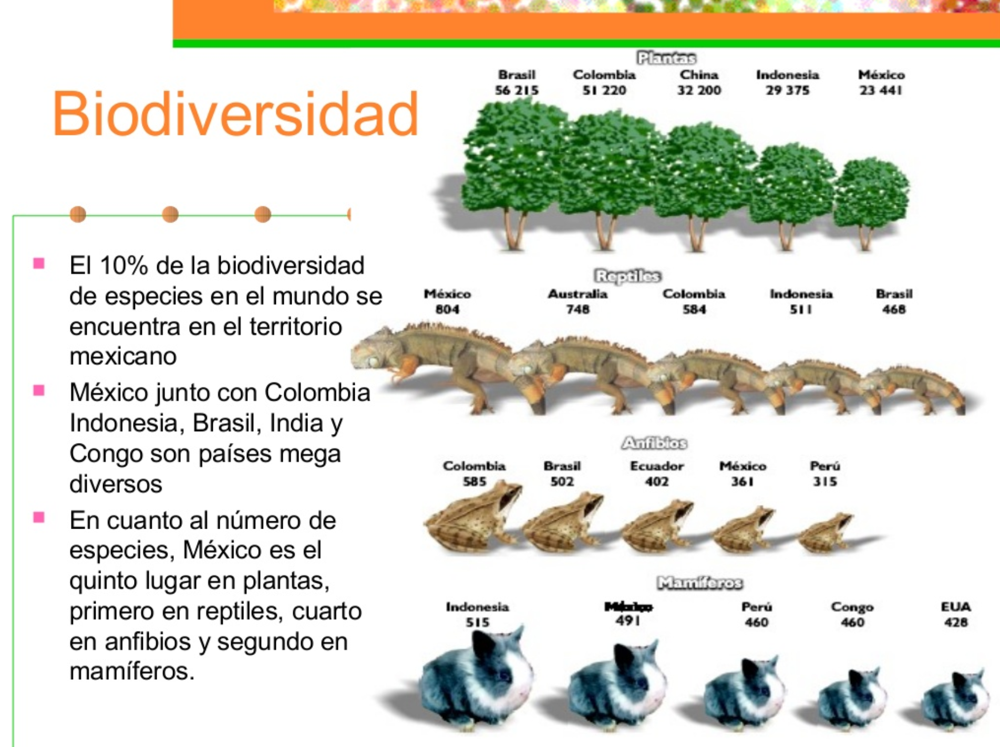 Biodiversidad
El 10% de la biodiversidad
de especies en el mundo se
encuentra en el territorio
mexicano
México junto con Colombia
Indonesia, Brasil, India y
Congo son países mega
diversos
En cuanto al número de
especies, México es el
quinto lugar en plantas,
primero en reptiles, cuarto
en anfibios y segundo en
mamíferos.
Plantas
Brasil Colombia China Indonesia México
56 215 51 220 32 200 29 375 23 441
Reptiles
México Australia Colombia Indonesia Brasil
804 748 584 511 468
Anfibios
Colombia Brasil Ecuador México Perú
585 502 402 361 315
Mamíferos
Indonesia México Perú Congo EUA
515 491 460 460 428